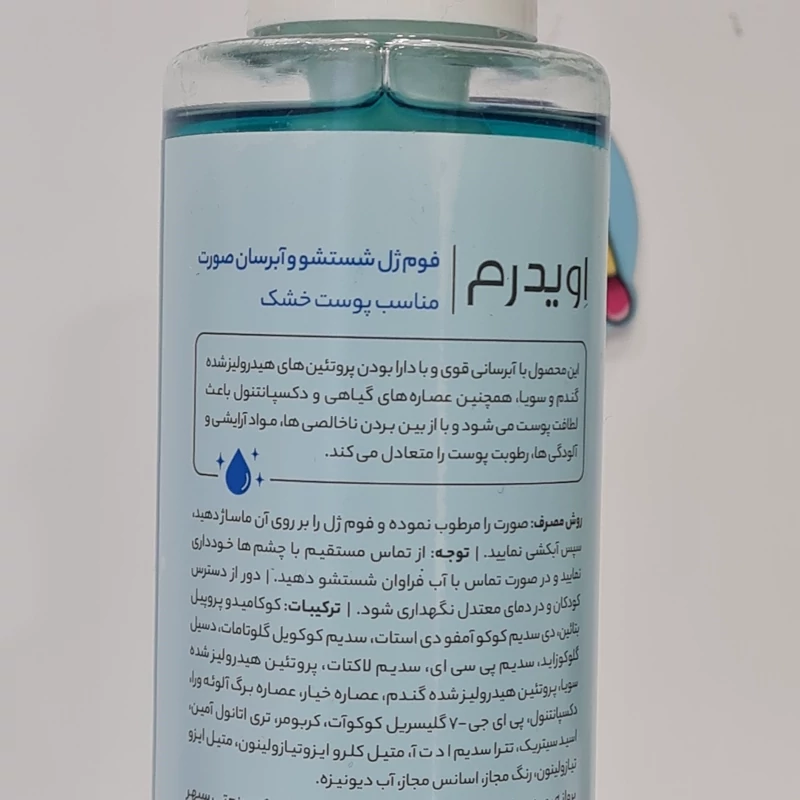 اویدرم
فوم ژل شستشو و آبرسان صورت
مناسب پوست خشک
این محصول با آبرسانی قوی و با دارا بودن پروتئین های هیدرولیز شده
گندم و سویا، همچنین عصاره های گیاهی و دکسپانتنول باعث
لطافت پوست می شود و با از بین بردن ناخالصی ها، مواد آرایشی و
آلودگی ها، رطوبت پوست را متعادل می کند.
روش مصرف: صورت را مرطوب نموده و فوم ژل را بر روی آن ماساژ دهید،
سپس آبکشی نمایید. | توجه: از تماس مستقیم با چشم ها خودداری
نمایید و در صورت تماس با آب فراوان شستشو دهید. | دور از دسترس
کودکان و در دمای معتدل نگهداری شود. | ترکیبات: کوکامیدو پروپیل
بتائین، دی سدیم کوکو آمفو دی استات، سدیم کوکویل گلوتامات، دسیل
گلوکوزاید، سدیم پی سی ای، سدیم لاکتات، پروتئین هیدرولیز شده
سویا، پروتئین هیدرولیز شده گندم، عصاره خیار، عصاره برگ آلوئه ورا،
دکسپانتنول، پی ای جی-۷ گلیسریل کوکوآت، کربومر، تری اتانول آمین،
اسید سیتریک، تترا سدیم ا د ت آ، متیل کلرو ایزوتیازولینون، متیل ایزو
تیازولینون، رنگ مجاز، اسانس مجاز، آب دیونیزه.